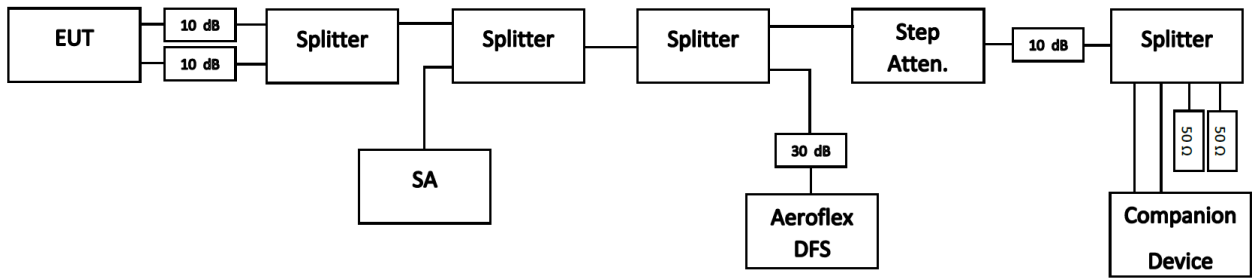 EUT
10 dB
10 dB
Splitter
Splitter
Splitter
Step
Atten.
10 dB
Splitter
50 Ω
50 Ω
30 dB
SA
Aeroflex
DFS
Companion
Device